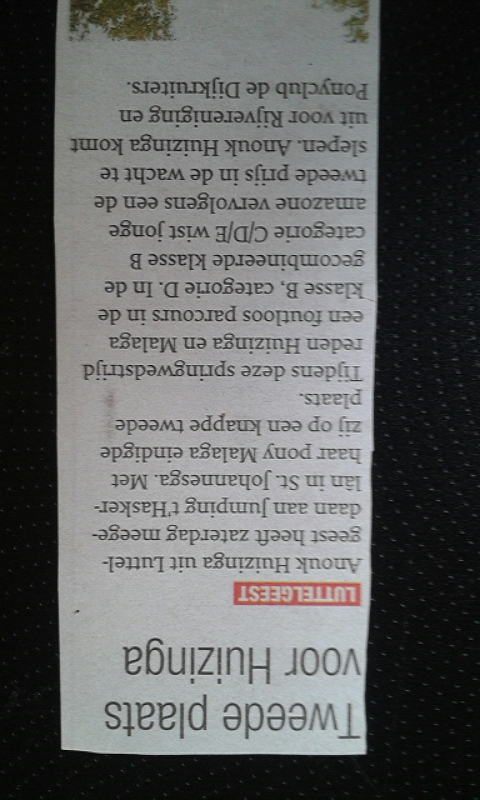 Tweede plaats
voor Huizinga
LUTTELGEEST
Anouk Huizinga uit Luttel-
geest heeft zaterdag meege-
daan aan jumping t'Hasker-
lân in St. Johannesga. Met
haar pony Malaga eindigde
zij op een knappe tweede
plaats.
Tijdens deze springwedstrijd
reden Huizinga en Malaga
een foutloos parcours in de
klasse B, categorie D. In de
gecombineerde klasse B
categorie C/D/E wist jonge
amazone vervolgens een de
tweede prijs in de wacht te
slepen. Anouk Huizinga komt
uit voor Rijvereniging en
Ponyclub de Dijkruiters.